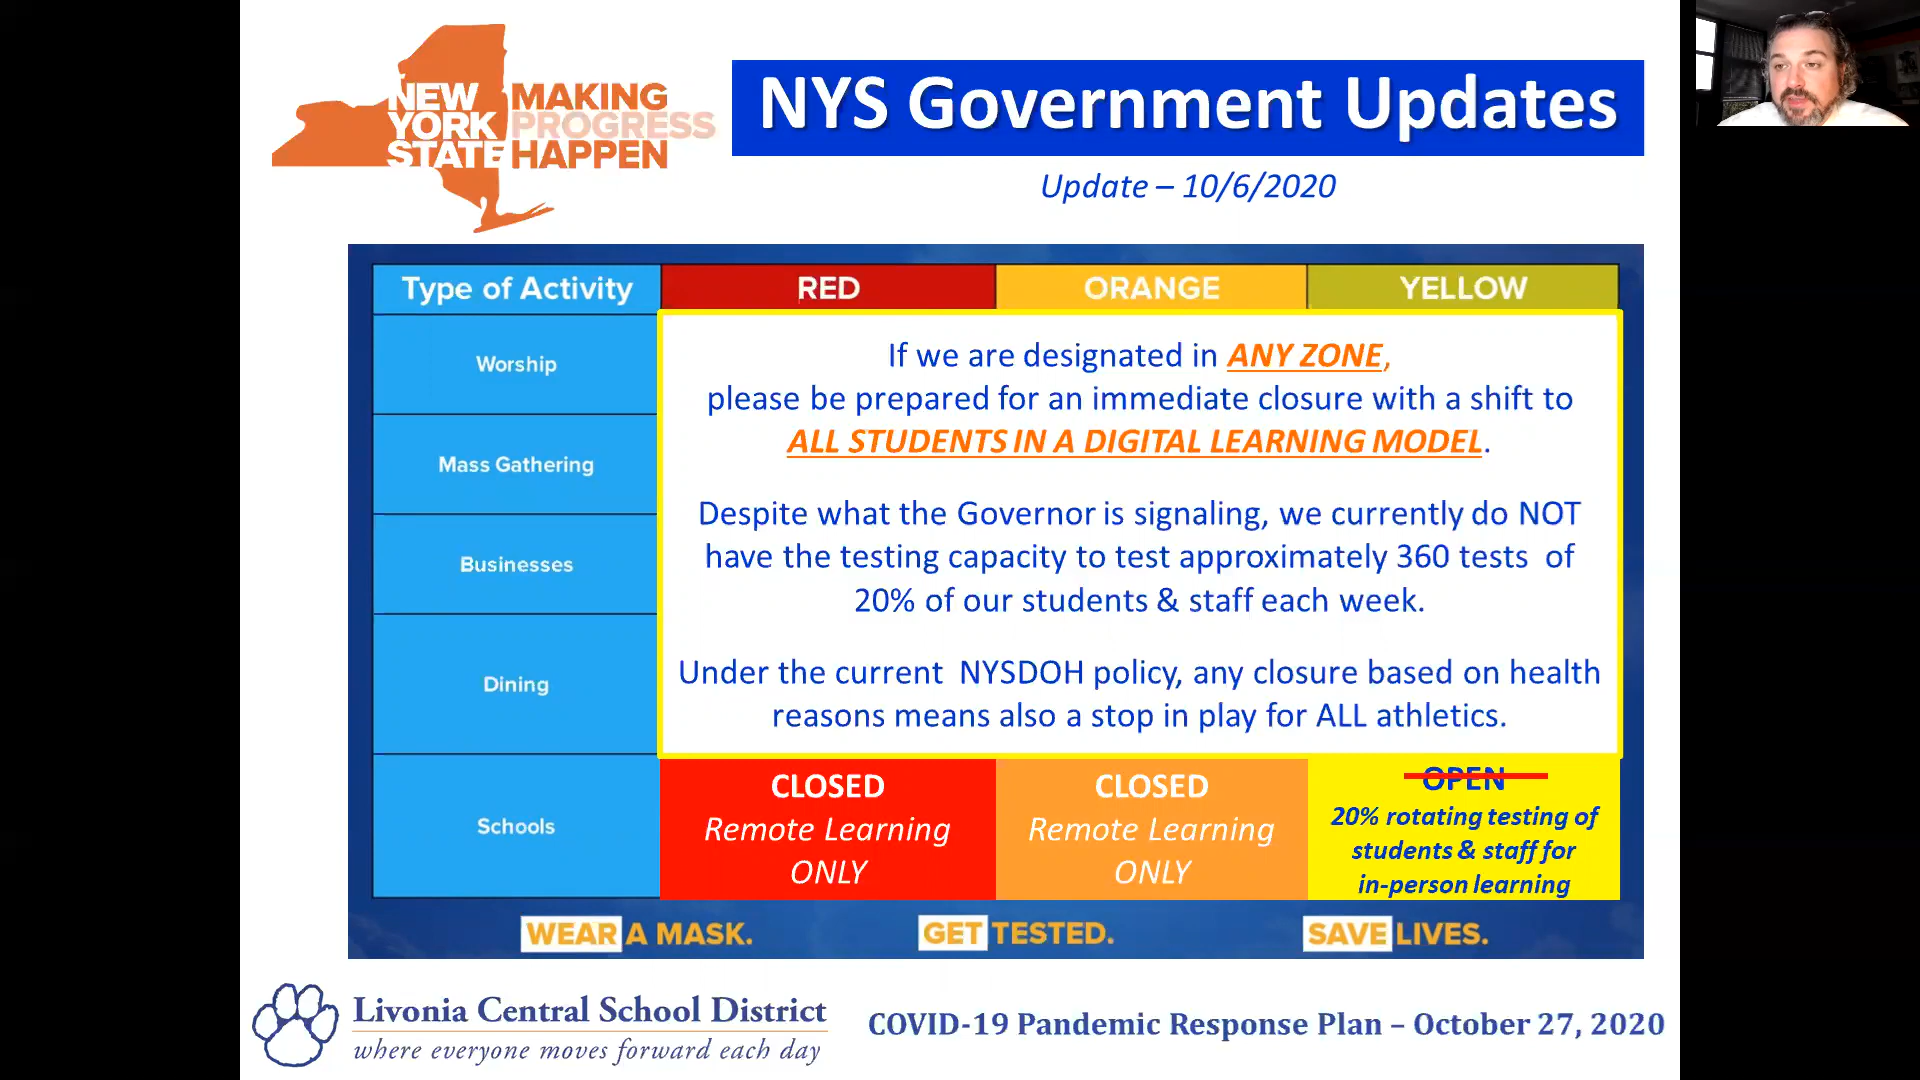 NEW YORK STATE
MAKING PROGRESS HAPPEN
NYS Government Updates
Update – 10/6/2020
Type of Activity
RED
ORANGE
YELLOW
Worship
Mass Gathering
Businesses
Dining
Schools
If we are designated in ANY ZONE,
please be prepared for an immediate closure with a shift to
ALL STUDENTS IN A DIGITAL LEARNING MODEL.
Despite what the Governor is signaling, we currently do NOT
have the testing capacity to test approximately 360 tests of
20% of our students & staff each week.
Under the current NYSDOH policy, any closure based on health
reasons means also a stop in play for ALL athletics.
CLOSED
Remote Learning
ONLY
CLOSED
Remote Learning
ONLY
OPEN
20% rotating testing of
students & staff for
in-person learning
WEAR A MASK.
GET TESTED.
SAVE LIVES.
Livonia Central School District
where everyone moves forward each day
COVID-19 Pandemic Response Plan – October 27, 2020